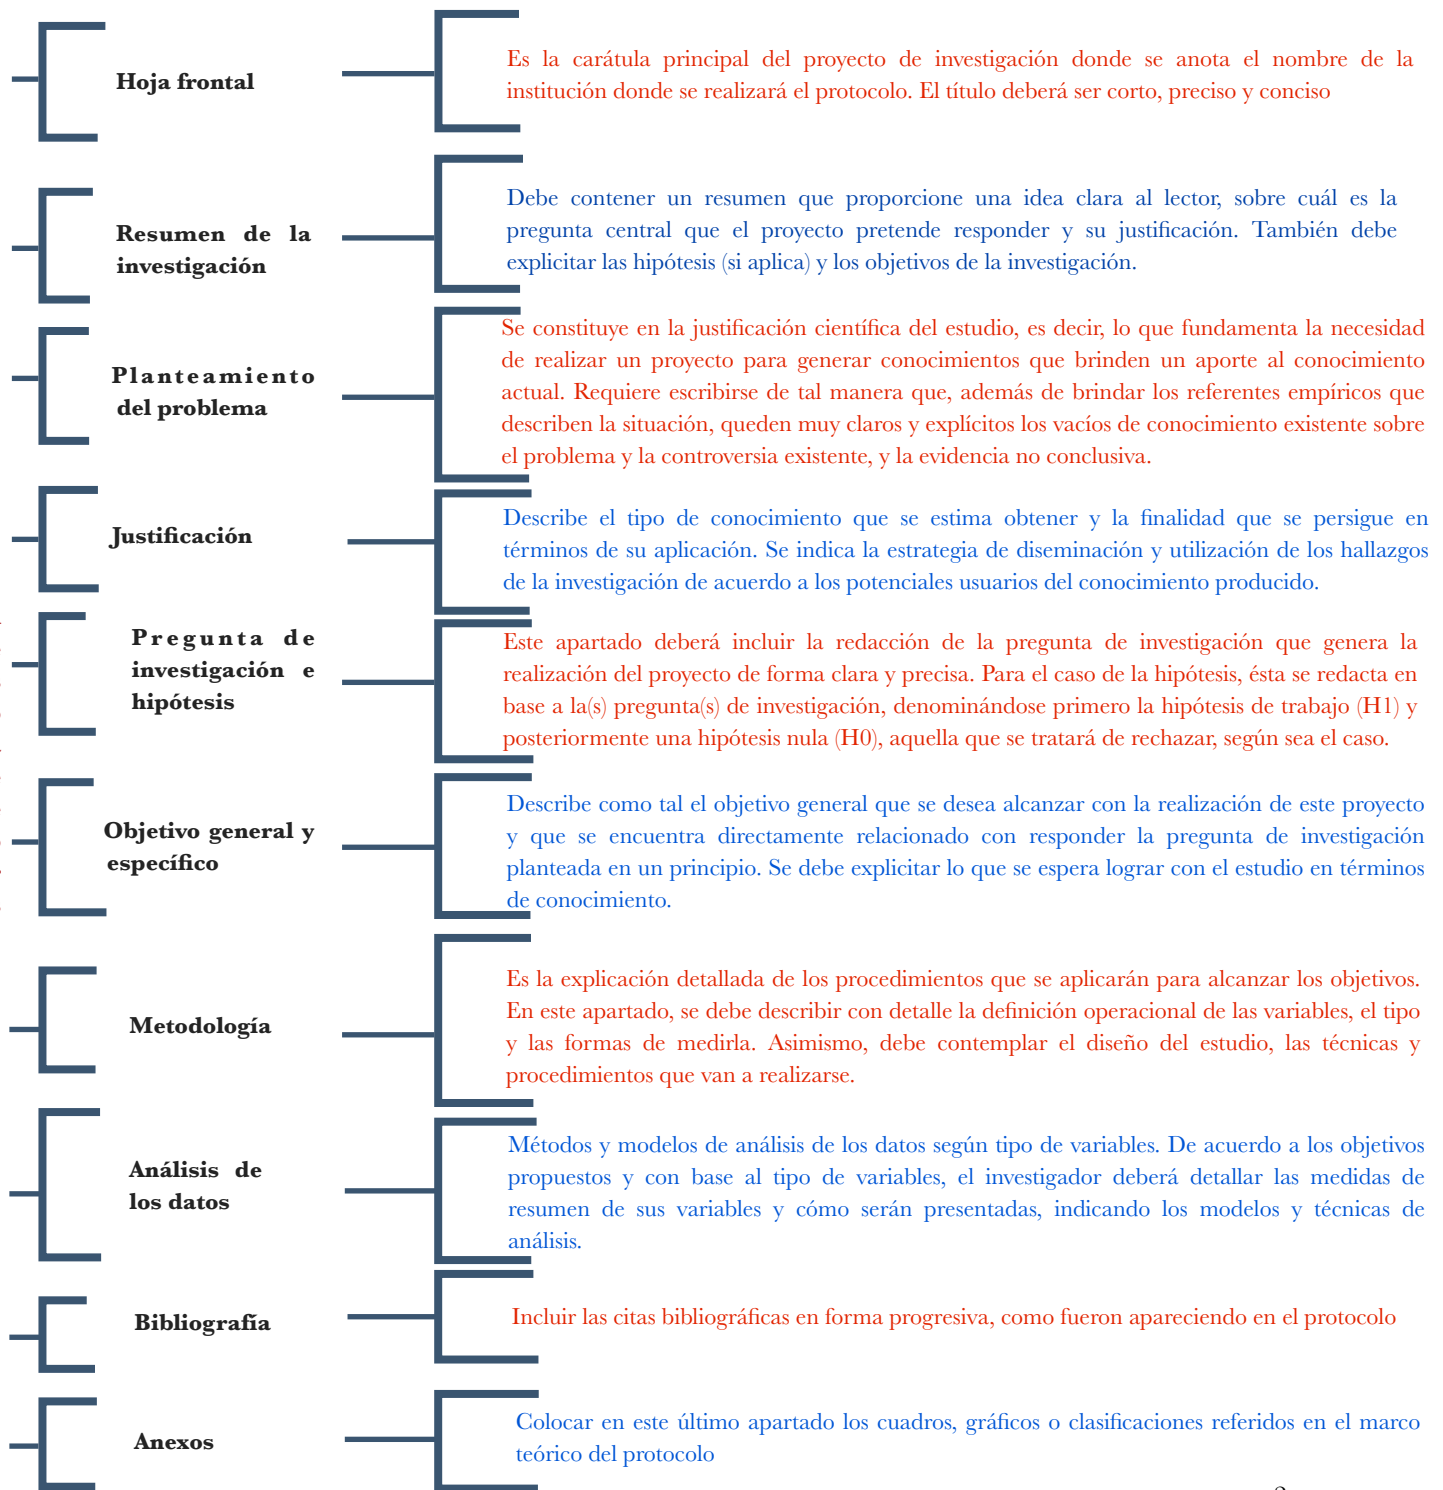 Hoja frontal
Es la carátula principal del proyecto de investigación donde se anota el nombre de la
institución donde se realizará el protocolo. El título deberá ser corto, preciso y conciso
Resumen de la
investigación
Debe contener un resumen que proporcione una idea clara al lector, sobre cuál es la
pregunta central que el proyecto pretende responder y su justificación. También debe
explicitar las hipótesis (si aplica) y los objetivos de la investigación.
Planteamiento
del problema
Se constituye en la justificación científica del estudio, es decir, lo que fundamenta la necesidad
de realizar un proyecto para generar conocimientos que brinden un aporte al conocimiento
actual. Requiere escribirse de tal manera que, además de brindar los referentes empíricos que
describen la situación, queden muy claros y explícitos los vacíos de conocimiento existente sobre
el problema y la controversia existente, y la evidencia no conclusiva.
Justificación
Describe el tipo de conocimiento que se estima obtener y la finalidad que se persigue en
términos de su aplicación. Se indica la estrategia de diseminación y utilización de los hallazgos
de la investigación de acuerdo a los potenciales usuarios del conocimiento producido.
Pregunta de
investigación e
hipótesis
Este apartado deberá incluir la redacción de la pregunta de investigación que genera la
realización del proyecto de forma clara y precisa. Para el caso de la hipótesis, ésta se redacta en
base a la(s) pregunta(s) de investigación, denominándose primero la hipótesis de trabajo (H1) y
posteriormente una hipótesis nula (H0), aquella que se tratará de rechazar, según sea el caso.
Objetivo general y
específico
Describe como tal el objetivo general que se desea alcanzar con la realización de este proyecto
y que se encuentra directamente relacionado con responder la pregunta de investigación
planteada en un principio. Se debe explicitar lo que se espera lograr con el estudio en términos
de conocimiento.
Metodología
Es la explicación detallada de los procedimientos que se aplicarán para alcanzar los objetivos.
En este apartado, se debe describir con detalle la definición operacional de las variables, el tipo
y las formas de medirla. Asimismo, debe contemplar el diseño del estudio, las técnicas y
procedimientos que van a realizarse.
Análisis de
los datos
Métodos y modelos de análisis de los datos según tipo de variables. De acuerdo a los objetivos
propuestos y con base al tipo de variables, el investigador deberá detallar las medidas de
resumen de sus variables y cómo serán presentadas, indicando los modelos y técnicas de
análisis.
Bibliografía
Incluir las citas bibliográficas en forma progresiva, como fueron apareciendo en el protocolo
Anexos
Colocar en este último apartado los cuadros, gráficos o clasificaciones referidos en el marco
teórico del protocolo